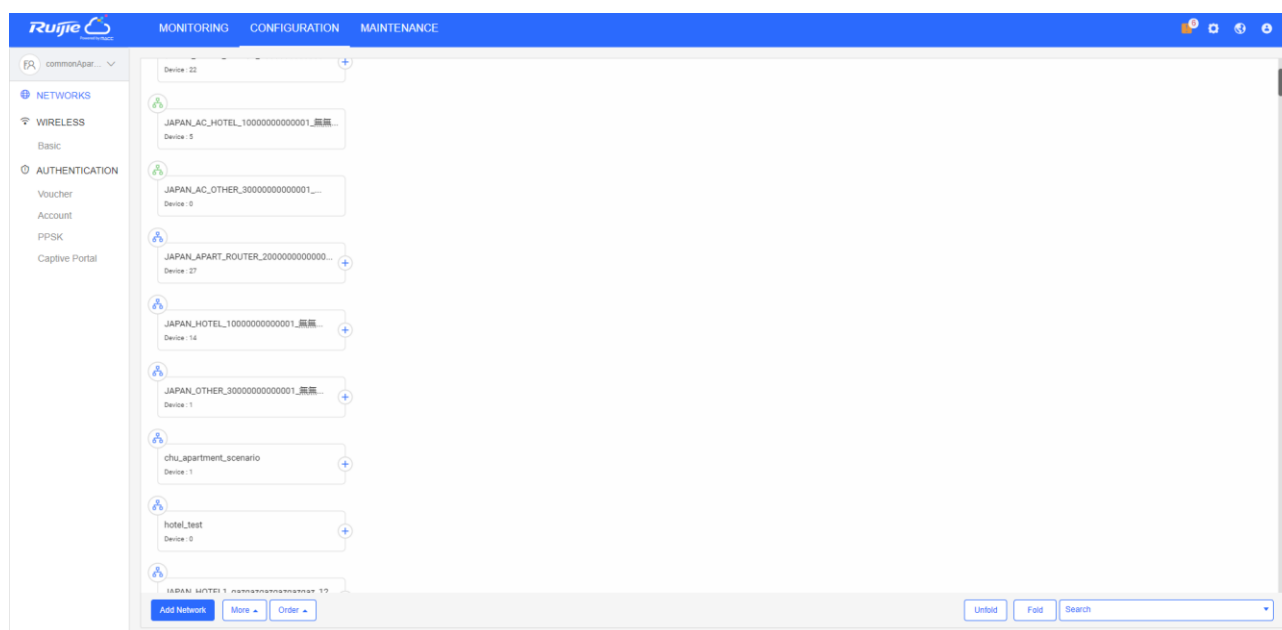 Ruijie
MONITORING CONFIGURATION MAINTENANCE
6
commonApar...
NETWORKS
WIRELESS
Basic
AUTHENTICATION
Voucher
Account
PPSK
Captive Portal
Device : 22
JAPAN_AC_HOTEL_10000000000001_無無...
Device : 5
JAPAN_AC_OTHER_30000000000001_...
Device : 0
JAPAN_APART_ROUTER_2000000000000...
Device : 27
JAPAN_HOTEL_10000000000001_無無...
Device : 14
JAPAN_OTHER_30000000000001_無無...
Device : 1
chu_apartment_scenario
Device : 1
hotel_test
Device : 0
Add Network More Order Unfold Fold Search